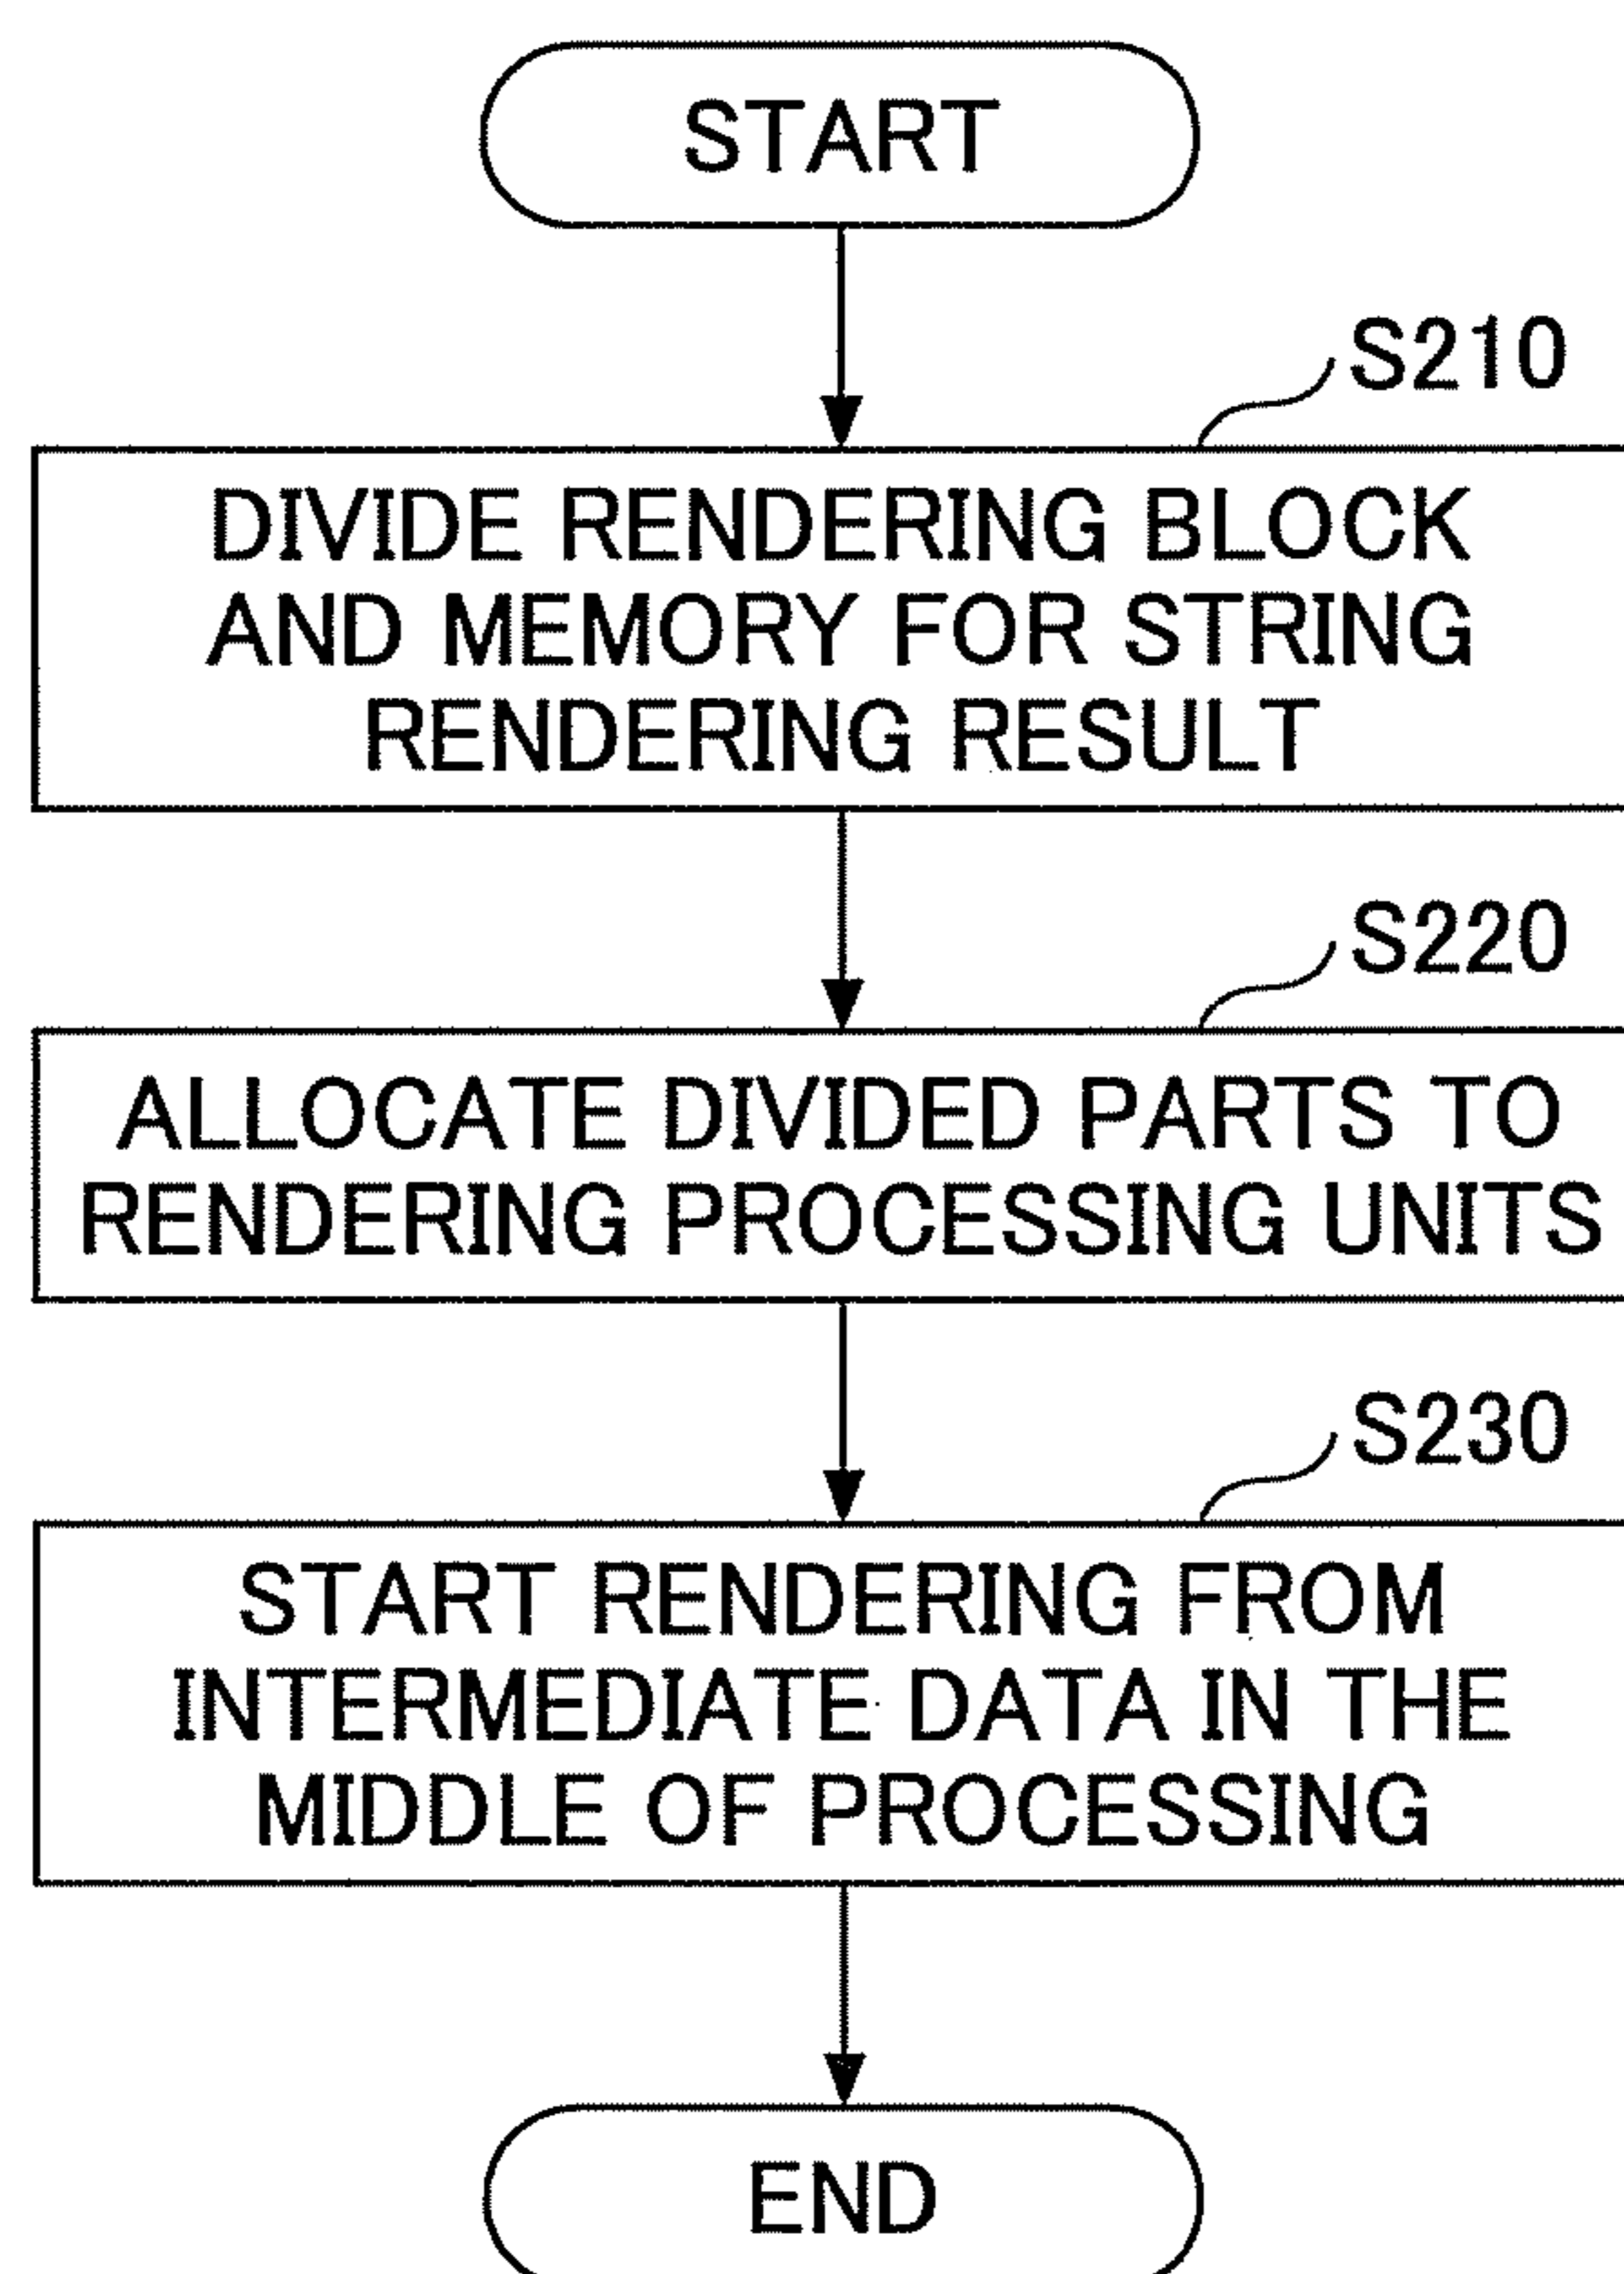 START
S210
DIVIDE RENDERING BLOCK
AND MEMORY FOR STRING
RENDERING RESULT
S220
ALLOCATE DIVIDED PARTS TO
RENDERING PROCESSING UNITS
S230
START RENDERING FROM
INTERMEDIATE DATA IN THE
MIDDLE OF PROCESSING
END